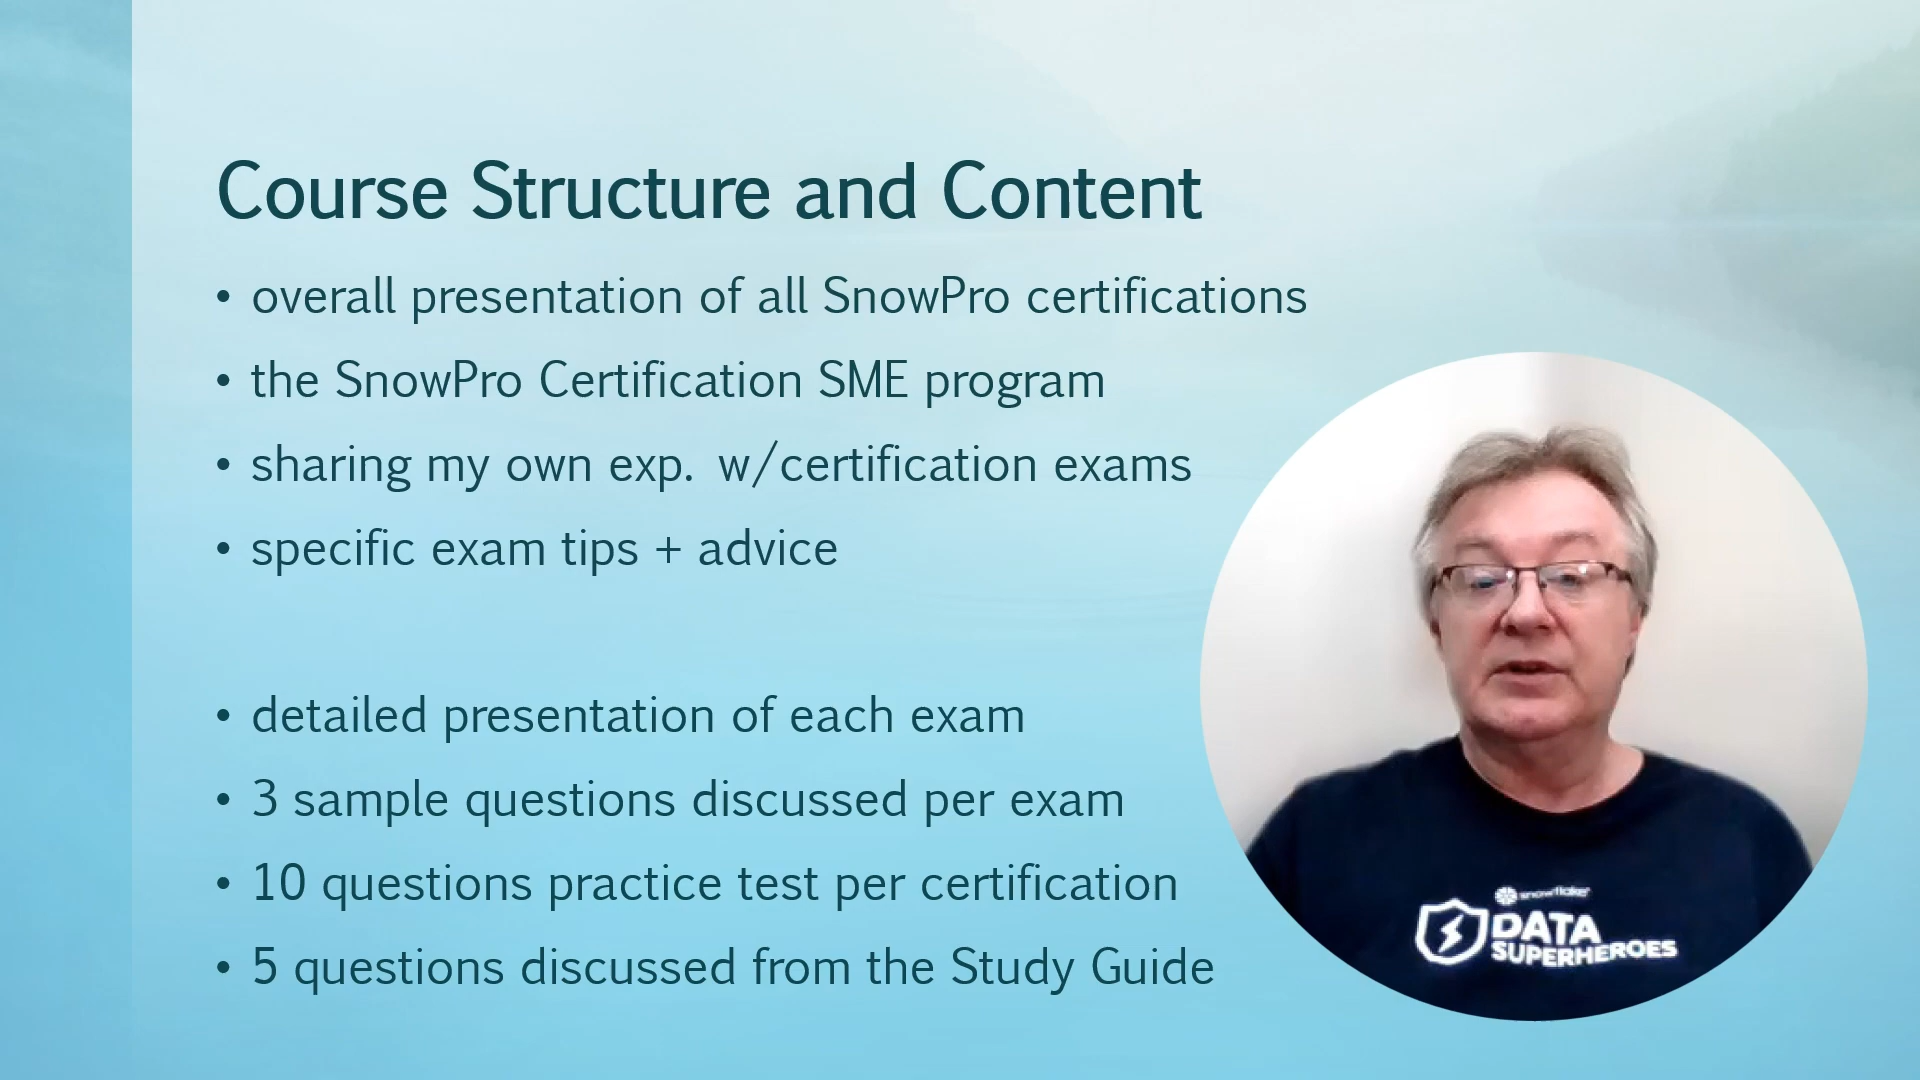 Course Structure and Content
• overall presentation of all SnowPro certifications
• the SnowPro Certification SME program
• sharing my own exp. w/certification exams
• specific exam tips + advice
• detailed presentation of each exam
• 3 sample questions discussed per exam
• 10 questions practice test per certification
• 5 questions discussed from the Study Guide
snowflake
DATA
SUPERHEROES